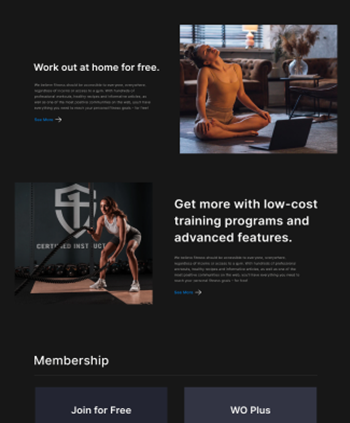 Work out at home for free.
We believe fitness should be accessible to everyone, everywhere,
regardless of income or access to a gym. With hundreds of
professional workouts, healthy recipes and informative articles, as
well as one of the most positive communities on the web, you'll have
everything you need to reach your personal fitness goals – for free!
See More
CERTIFIED INSTRUCT
Get more with low-cost
training programs and
advanced features.
We believe fitness should be accessible to everyone, everywhere,
regardless of income or access to a gym. With hundreds of professional
workouts, healthy recipes and informative articles, as well as one of the
most positive communities on the web, you'll have everything you need to
reach your personal fitness goals – for free!
See More
Membership
Join for Free
WO Plus